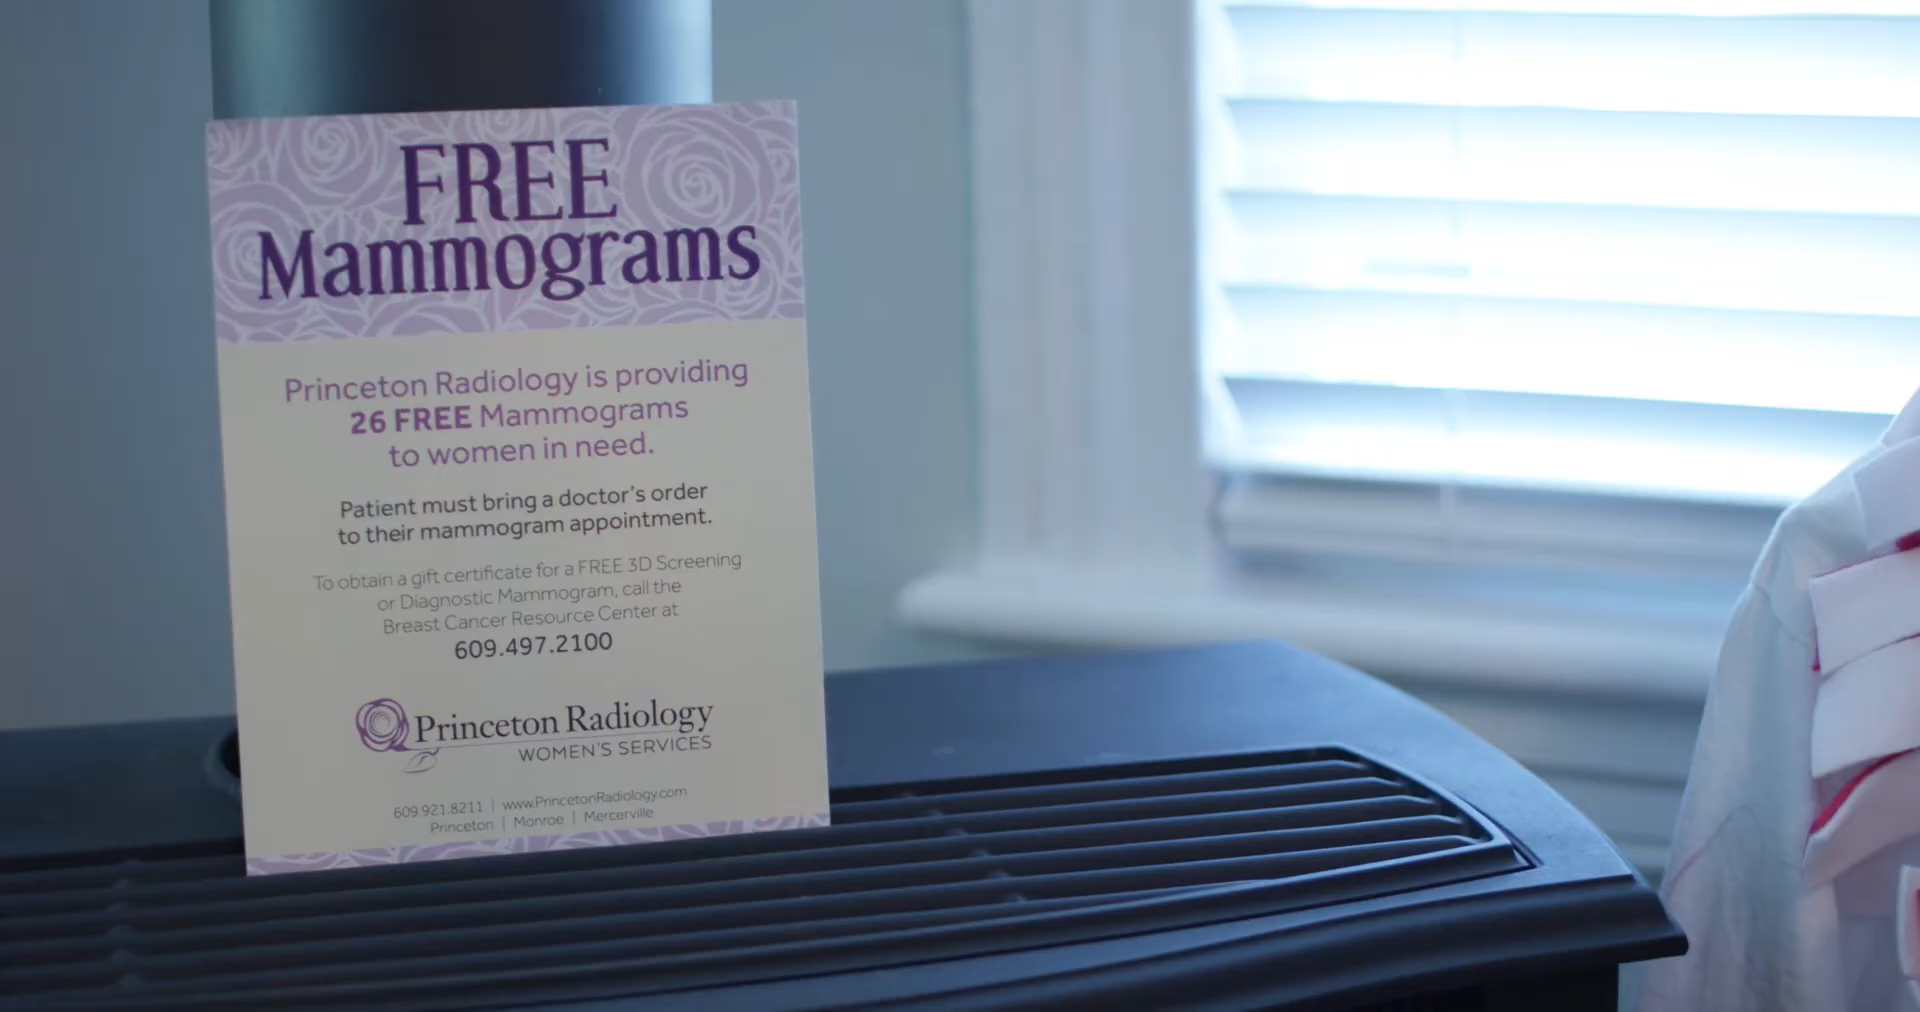 FREE
Mammograms
Princeton Radiology is providing
26 FREE Mammograms
to women in need.
Patient must bring a doctor's order
to their mammogram appointment.
To obtain a gift certificate for a FREE 3D Screening
or Diagnostic Mammogram, call the
Breast Cancer Resource Center at
609.497.2100
Princeton Radiology
WOMEN'S SERVICES
609.921.8211 | www.PrincetonRadiology.com
Princeton | Monroe | Mercerville